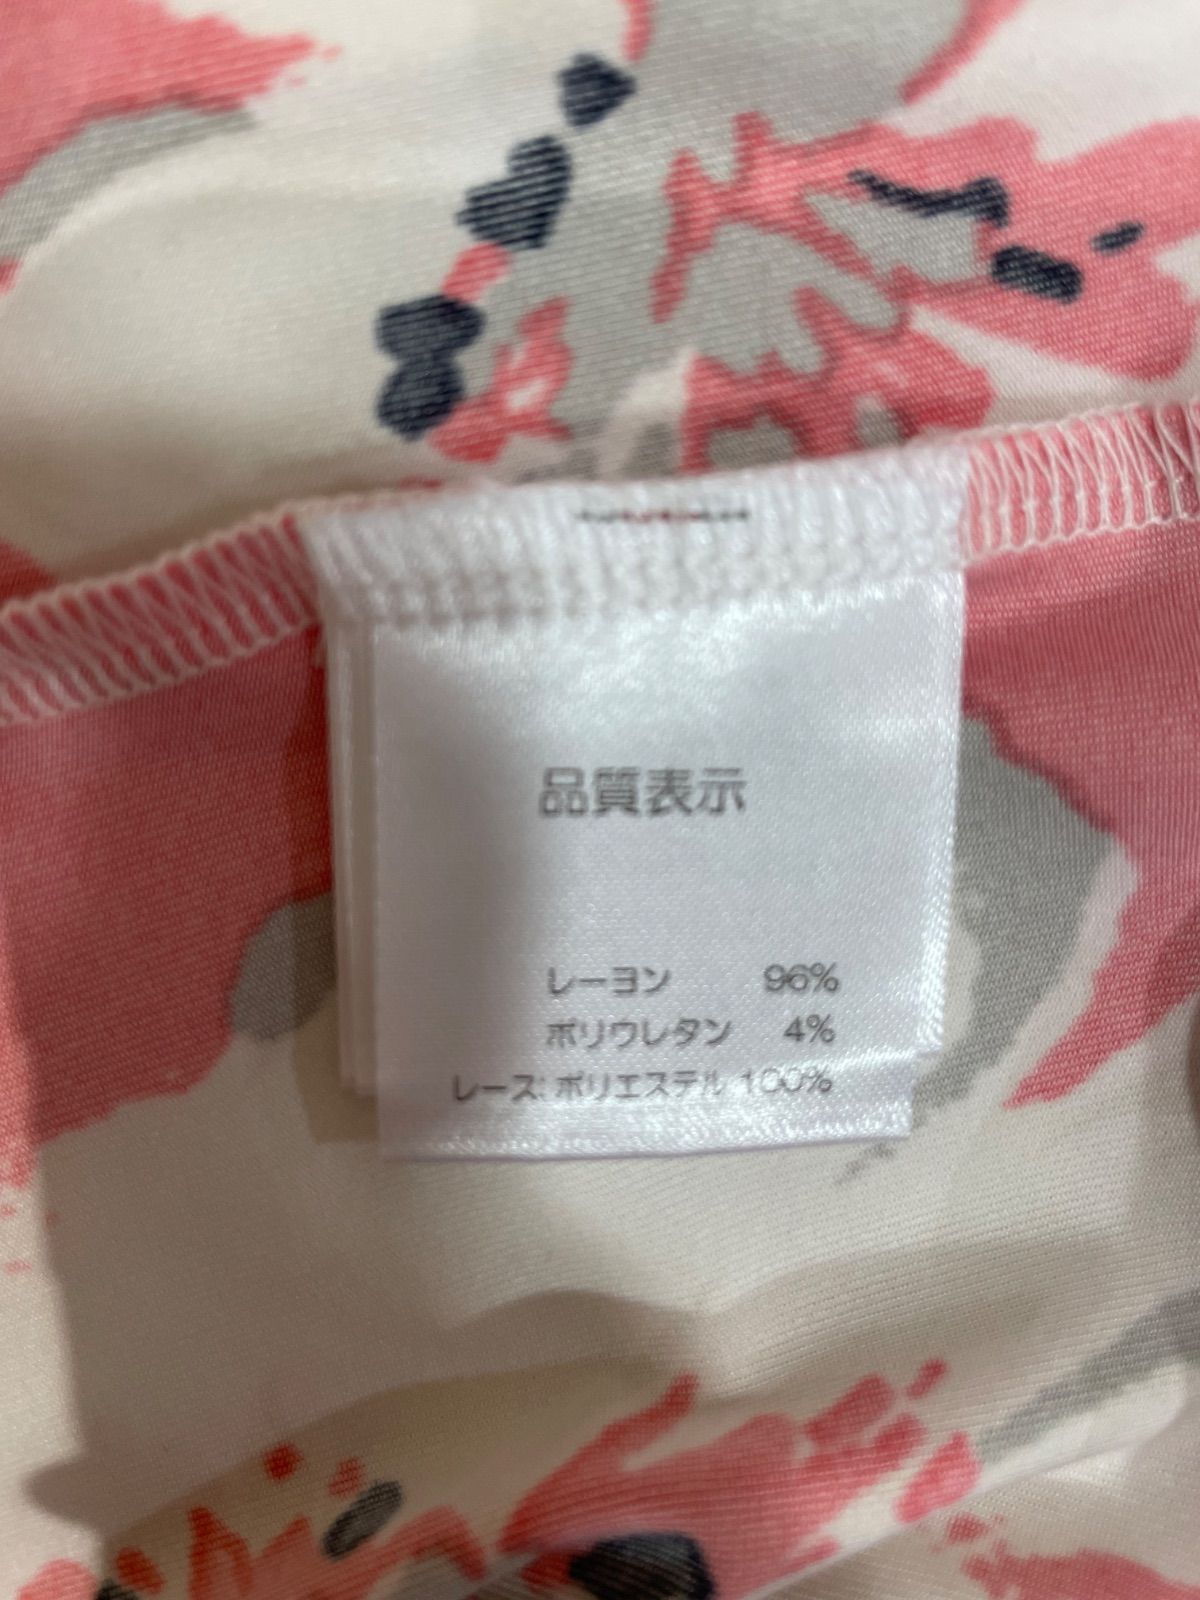 品質表示
レーヨン 96%
ポリウレタン 4%
レース:ポリエステル 100%